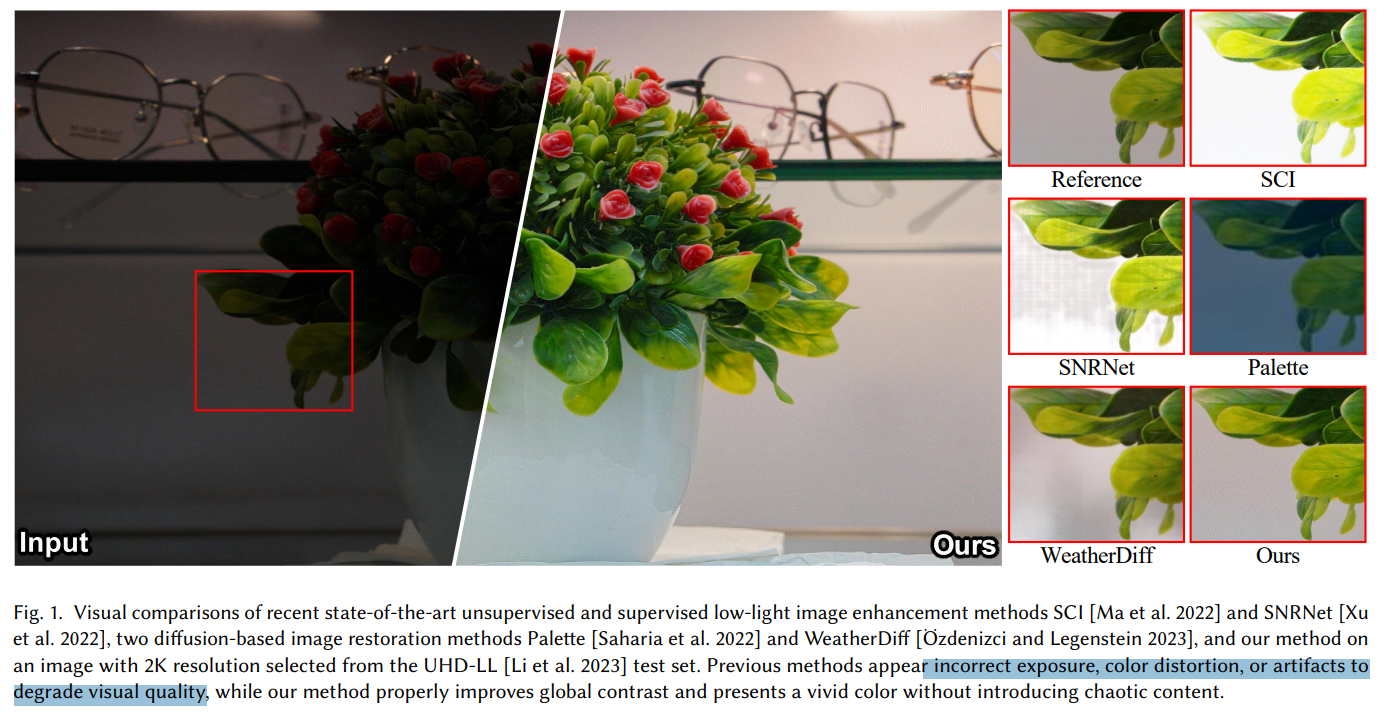 Input
Ours
Reference
SCI
SNRNet
Palette
WeatherDiff
Ours
Fig. 1. Visual comparisons of recent state-of-the-art unsupervised and supervised low-light image enhancement methods SCI [Ma et al. 2022] and SNRNet [Xu
et al. 2022], two diffusion-based image restoration methods Palette [Saharia et al. 2022] and WeatherDiff [Özdenizci and Legenstein 2023], and our method on
an image with 2K resolution selected from the UHD-LL [Li et al. 2023] test set. Previous methods appear incorrect exposure, color distortion, or artifacts to
degrade visual quality, while our method properly improves global contrast and presents a vivid color without introducing chaotic content.